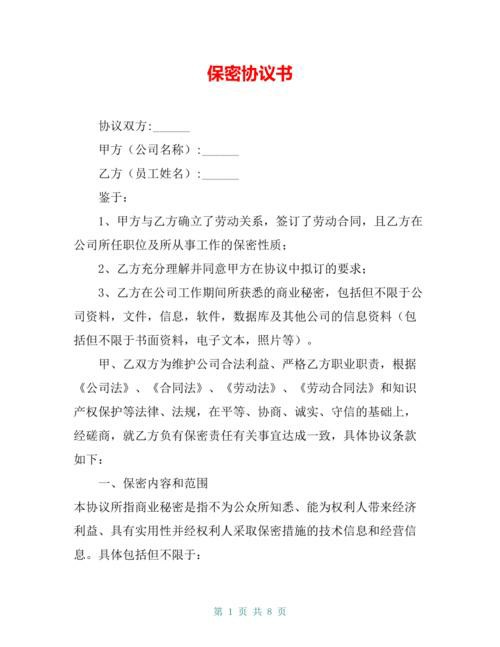 保密协议书
协议双方:______
甲方（公司名称）:______
乙方（员工姓名）:______
鉴于：
1、甲方与乙方确立了劳动关系，签订了劳动合同，且乙方在
公司所任职位及所从事工作的保密性质；
2、乙方充分理解并同意甲方在协议中拟订的要求；
3、乙方在公司工作期间所获悉的商业秘密，包括但不限于公
司资料，文件，信息，软件，数据库及其他公司的信息资料（包
括但不限于书面资料，电子文本，照片等）。
甲、乙双方为维护公司合法利益、严格乙方职业职责，根据
《公司法》、《合同法》、《劳动法》、《劳动合同法》和知识
产权保护等法律、法规，在平等、协商、诚实、守信的基础上，
经磋商，就乙方负有保密责任有关事宜达成一致，具体协议条款
如下：
一、保密内容和范围
本协议所指商业秘密是指不为公众所知悉、能为权利人带来经济
利益、具有实用性并经权利人采取保密措施的技术信息和经营信
息。具体包括但不限于：
第 1 页 共 8 页